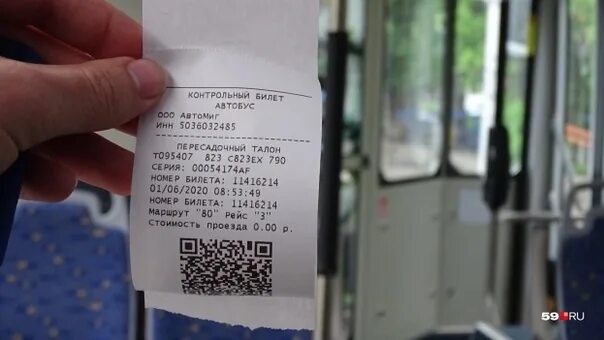 КОНТРОЛЬНЫЙ БИЛЕТ
АВТОБУС
ООО АвтоМиг
ИНН 5036032485
ПЕРЕСАДОЧНЫЙ ТАЛОН
Т095407 823 С823ЕХ 790
СЕРИЯ: 00054174AF
НОМЕР БИЛЕТА: 11416214
01/06/2020 08:53:49
НОМЕР БИЛЕТА: 11416214
Маршрут "80" Рейс "3"
Стоимость проезда 0.00 р.
59.RU